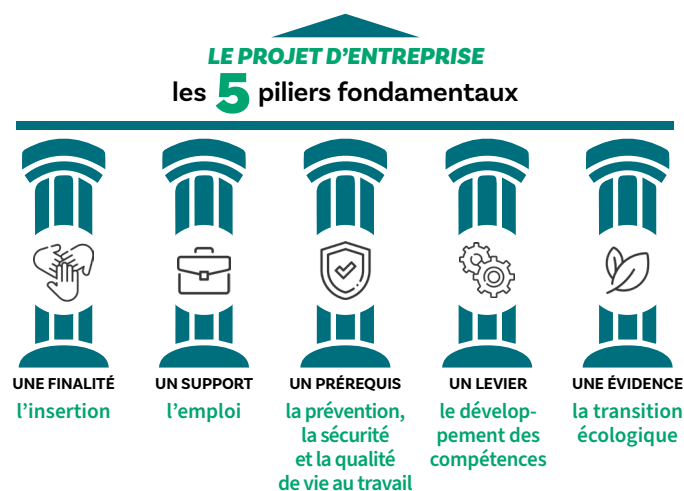 LE PROJET D'ENTREPRISE
les 5 piliers fondamentaux
UNE FINALITÉ
l'insertion
UN SUPPORT
l'emploi
UN PRÉREQUIS
la prévention,
la sécurité
et la qualité
de vie au travail
UN LEVIER
le dévelop-
pement des
compétences
UNE ÉVIDENCE
la transition
écologique